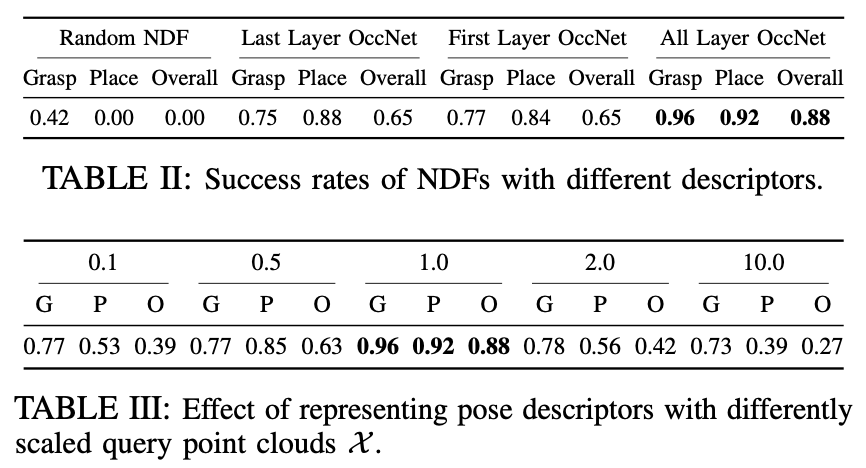 Random NDF Last Layer OccNet First Layer OccNet All Layer OccNet
Grasp Place Overall Grasp Place Overall Grasp Place Overall Grasp Place Overall
0.42 0.00 0.00 0.75 0.88 0.65 0.77 0.84 0.65 0.96 0.92 0.88
TABLE II: Success rates of NDFs with different descriptors.
0.1 0.5 1.0 2.0 10.0
G P O G P O G P O G P O G P O
0.77 0.53 0.39 0.77 0.85 0.63 0.96 0.92 0.88 0.78 0.56 0.42 0.73 0.39 0.27
TABLE III: Effect of representing pose descriptors with differently
scaled query point clouds 𝒳.